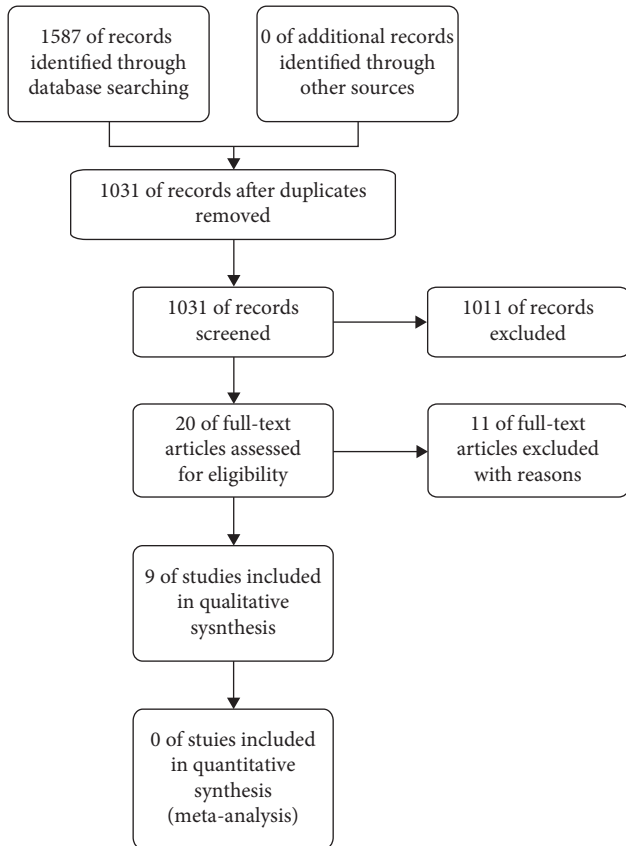 1587 of records
identified through
database searching
0 of additional records
identified through
other sources
1031 of records after duplicates
removed
1031 of records
screened
1011 of records
excluded
20 of full-text
articles assessed
for eligibility
11 of full-text
articles excluded
with reasons
9 of studies included
in qualitative
sysnthesis
0 of stuies included
in quantitative
synthesis
(meta-analysis)